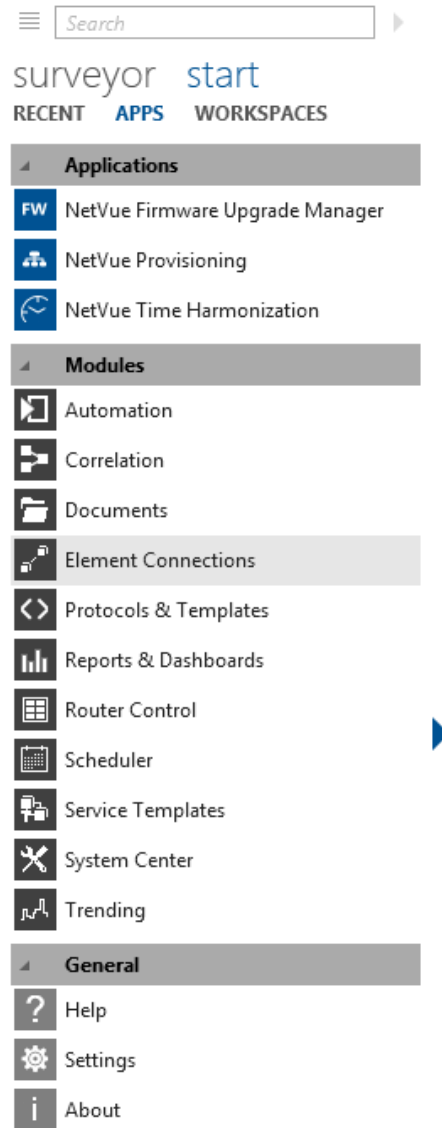 Search
surveyor start
RECENT APPS WORKSPACES
Applications
FW NetVue Firmware Upgrade Manager
NetVue Provisioning
NetVue Time Harmonization
Modules
Automation
Correlation
Documents
Element Connections
Protocols & Templates
Reports & Dashboards
Router Control
Scheduler
Service Templates
System Center
Trending
General
? Help
Settings
i About